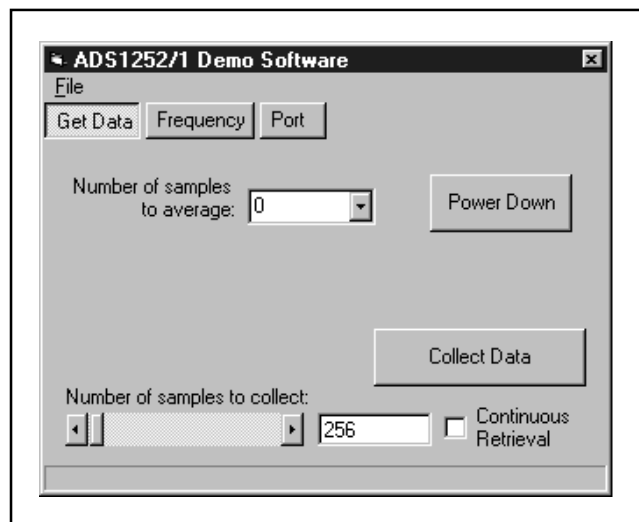 ADS1252/1 Demo Software
File
Get Data Frequency Port
Number of samples
to average: 0
Power Down
Collect Data
Number of samples to collect:
256
Continuous
Retrieval